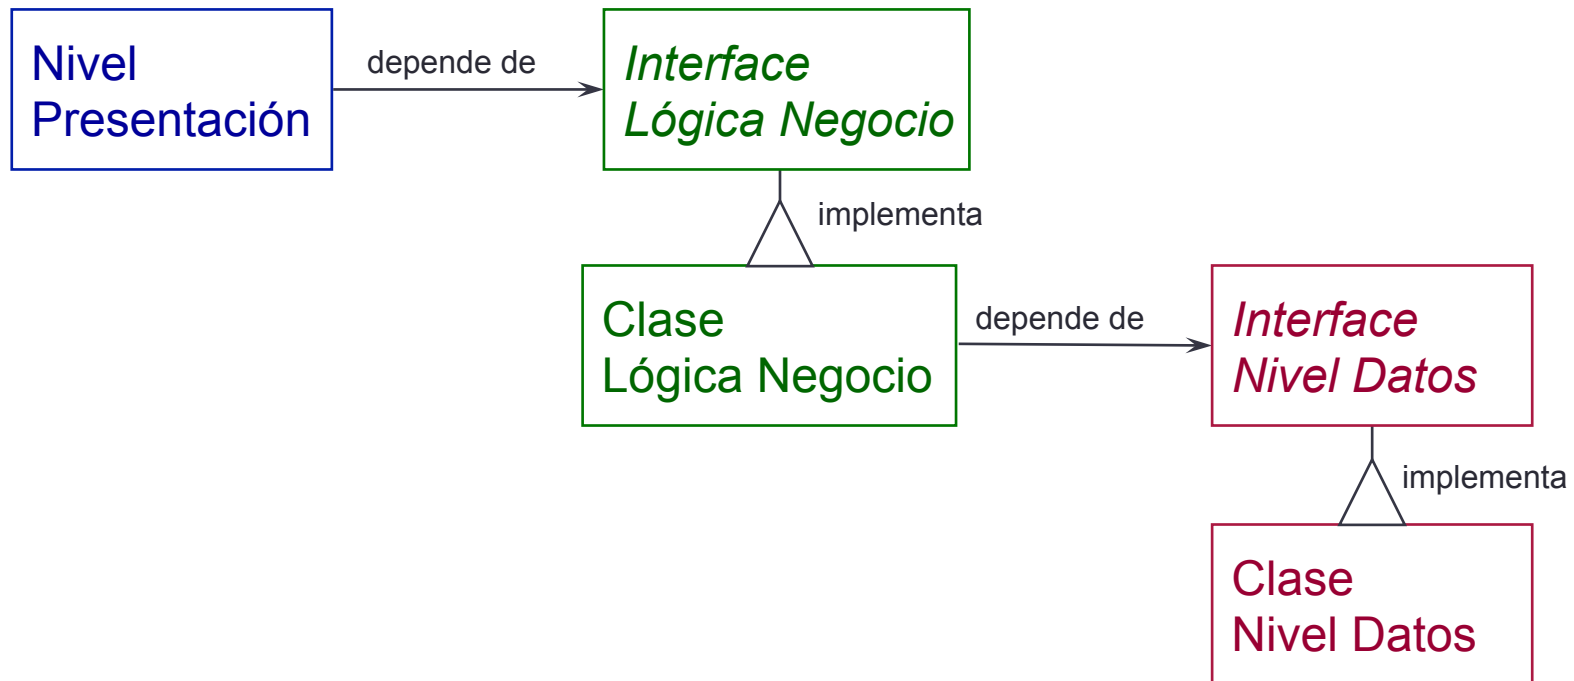 Nivel
Presentación
depende de
Interface
Lógica Negocio
implementa
Clase
Lógica Negocio
depende de
Interface
Nivel Datos
implementa
Clase
Nivel Datos